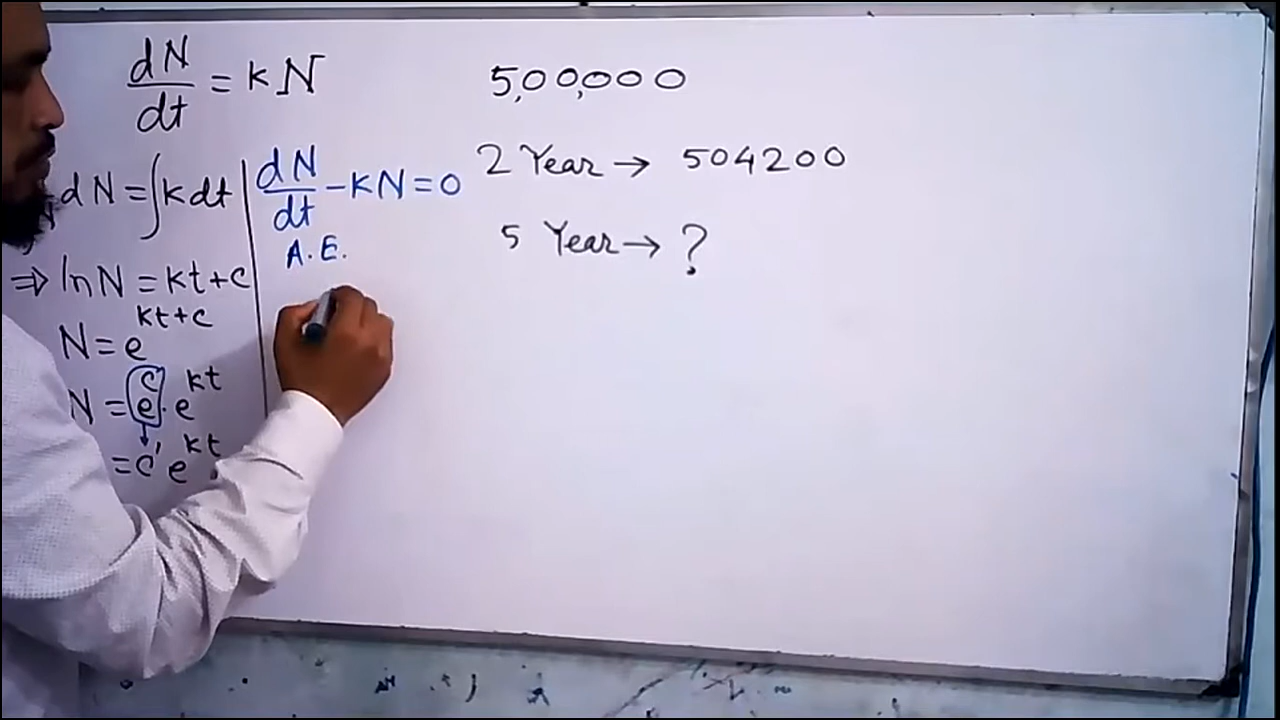 dN/dt = kN
dN = ∫k dt
⇒ ln N = kt+c
N = e^(kt+c)
N = e^c . e^kt
= c' e^kt
dN/dt - kN = 0
A.E.
5,00,000
2 Year → 504200
5 Year → ?